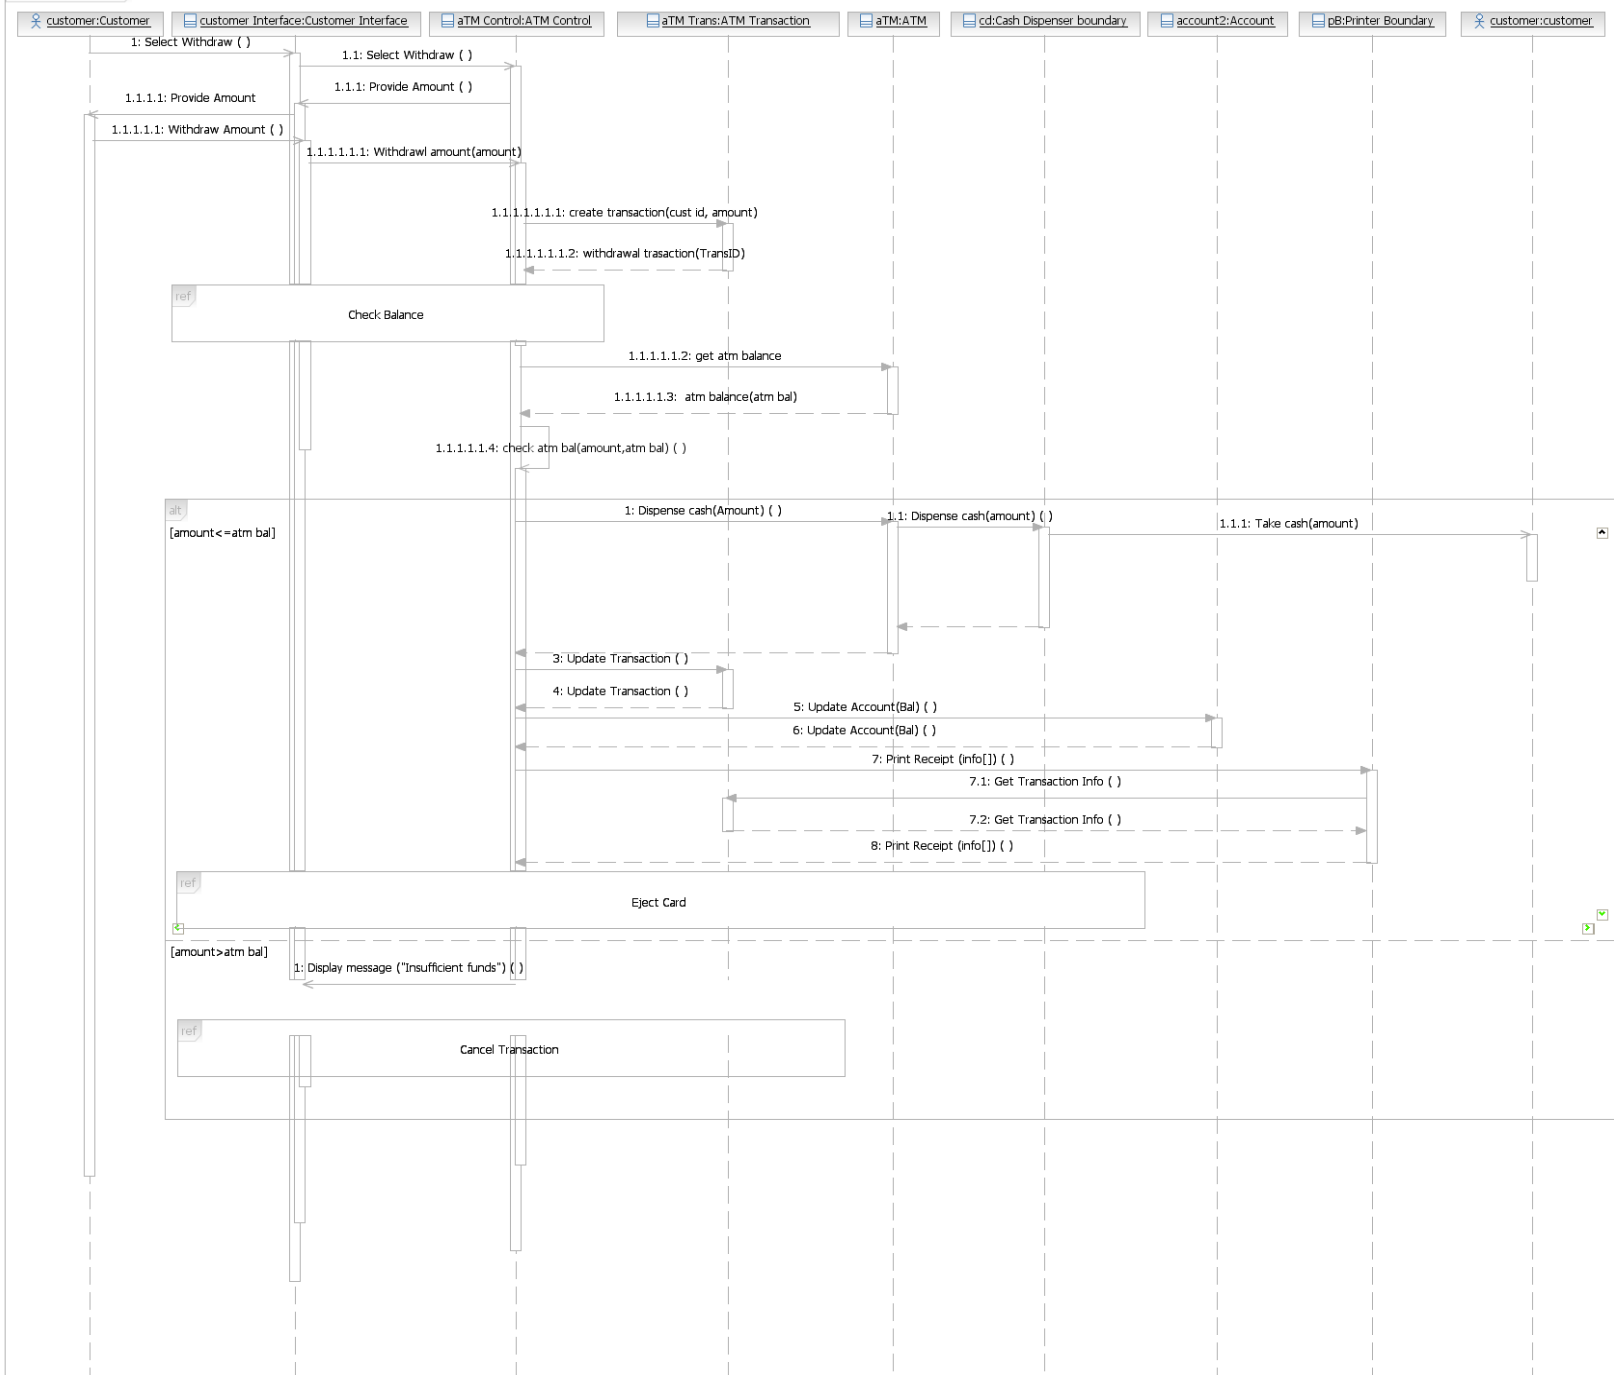 customer:Customer
customer Interface:Customer Interface
aTM Control:ATM Control
aTM Trans:ATM Transaction
aTM:ATM
cd:Cash Dispenser boundary
account2:Account
pB:Printer Boundary
customer:customer
1: Select Withdraw ( )
1.1: Select Withdraw ( )
1.1.1: Provide Amount ( )
1.1.1.1: Provide Amount
1.1.1.1.1: Withdraw Amount ( )
1.1.1.1.1.1: Withdrawl amount(amount)
1.1.1.1.1.1.1: create transaction(cust id, amount)
1.1.1.1.1.1.2: withdrawal trasaction(TransID)
ref
Check Balance
1.1.1.1.1.2: get atm balance
1.1.1.1.1.3: atm balance(atm bal)
1.1.1.1.1.4: check atm bal(amount,atm bal) ( )
alt
1: Dispense cash(Amount) ( )
1.1: Dispense cash(amount) ( )
1.1.1: Take cash(amount)
[amount<=atm bal]
3: Update Transaction ( )
4: Update Transaction ( )
5: Update Account(Bal) ( )
6: Update Account(Bal) ( )
7: Print Receipt (info[]) ( )
7.1: Get Transaction Info ( )
7.2: Get Transaction Info ( )
8: Print Receipt (info[]) ( )
ref
Eject Card
[amount>atm bal]
1: Display message ("Insufficient funds") ( )
ref
Cancel Transaction